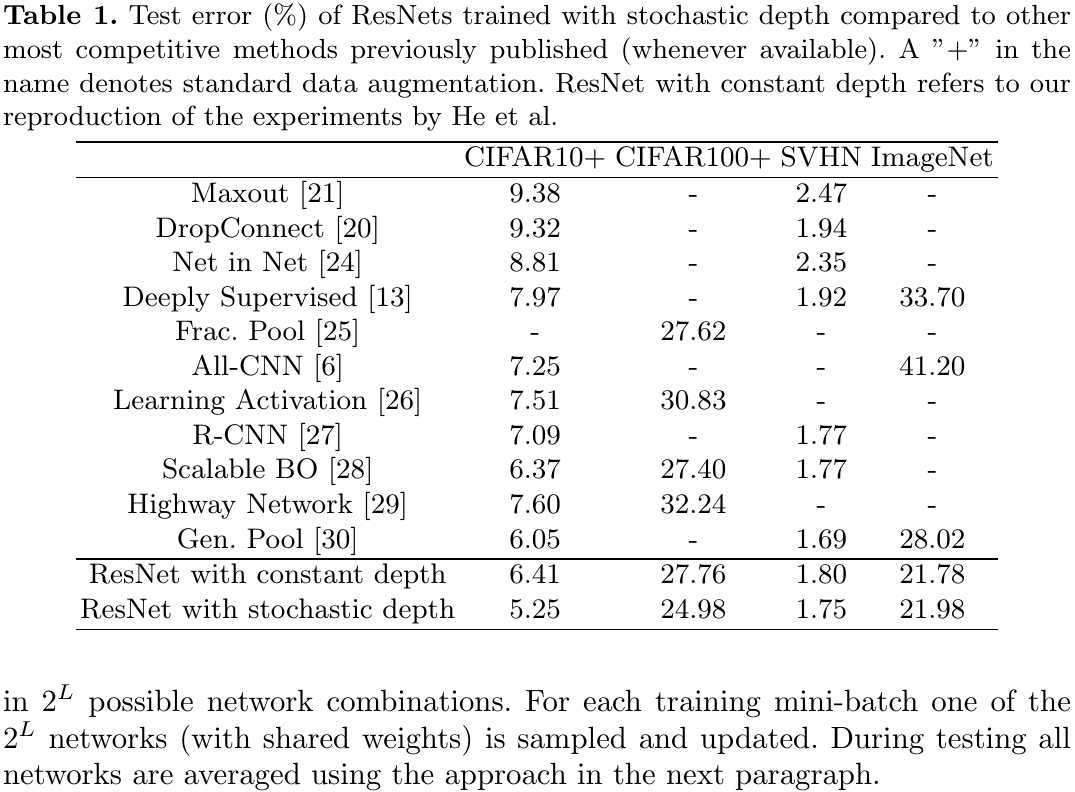 Table 1. Test error (%) of ResNets trained with stochastic depth compared to other
most competitive methods previously published (whenever available). A ”+” in the
name denotes standard data augmentation. ResNet with constant depth refers to our
reproduction of the experiments by He et al.
CIFAR10+ CIFAR100+ SVHN ImageNet
Maxout [21] 9.38 - 2.47 -
DropConnect [20] 9.32 - 1.94 -
Net in Net [24] 8.81 - 2.35 -
Deeply Supervised [13] 7.97 - 1.92 33.70
Frac. Pool [25] - 27.62 - -
All-CNN [6] 7.25 - - 41.20
Learning Activation [26] 7.51 30.83 - -
R-CNN [27] 7.09 - 1.77 -
Scalable BO [28] 6.37 27.40 1.77 -
Highway Network [29] 7.60 32.24 - -
Gen. Pool [30] 6.05 - 1.69 28.02
ResNet with constant depth 6.41 27.76 1.80 21.78
ResNet with stochastic depth 5.25 24.98 1.75 21.98
in 2^L possible network combinations. For each training mini-batch one of the
2^L networks (with shared weights) is sampled and updated. During testing all
networks are averaged using the approach in the next paragraph.